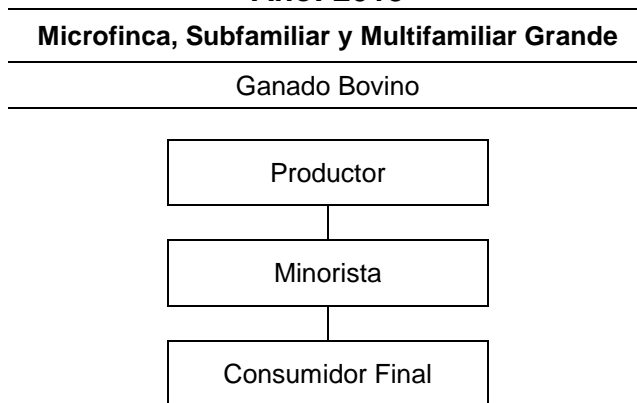 Microfinca, Subfamiliar y Multifamiliar Grande
Ganado Bovino
Productor
Minorista
Consumidor Final